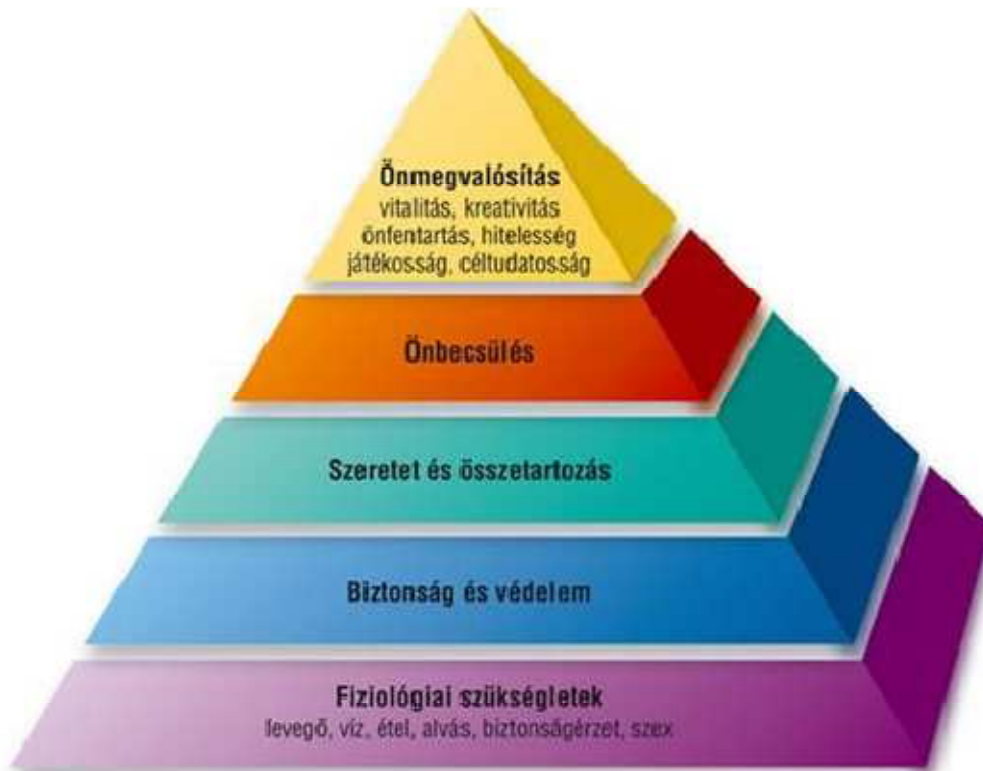 Önmegvalósítás
vitalitás, kreativitás
önfentartás, hitelesség
játékosság, céltudatosság
Önbecsülés
Szeretet és összetartozás
Biztonság és védelem
Fiziológiai szükségletek
levegő, víz, étel, alvás, biztonságérzet, szex